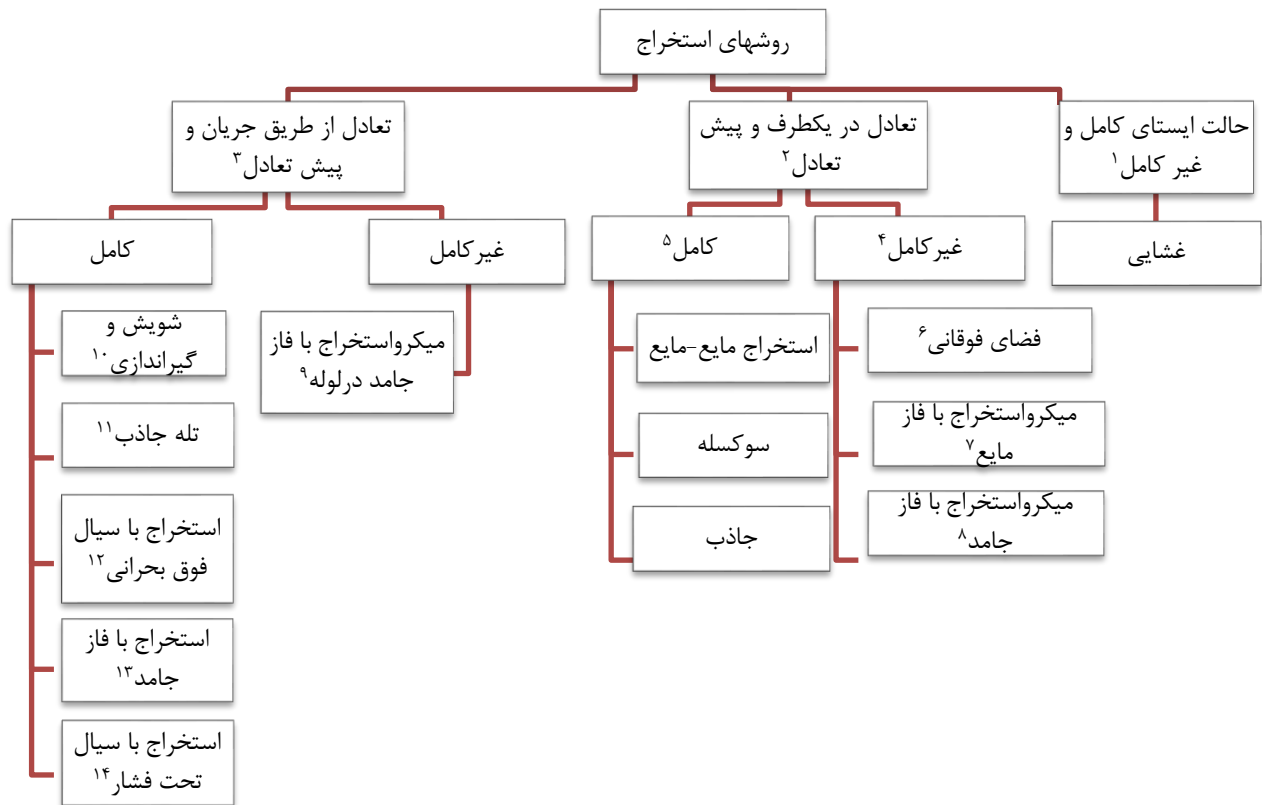 روشهای استخراج
حالت ایستای کامل و
غیر کامل۱
غشایی
تعادل در یکطرف و پیش
تعادل۲
غیرکامل۴
فضای فوقانی۶
میکرواستخراج با فاز
مایع۷
میکرواستخراج با فاز
جامد۸
کامل۵
استخراج مایع-مایع
سوکسله
جاذب
تعادل از طریق جریان و
پیش تعادل۳
غیرکامل
میکرواستخراج با فاز
جامد درلوله۹
کامل
شویش و
گیراندازی۱۰
تله جاذب۱۱
استخراج با سیال
فوق بحرانی۱۲
استخراج با فاز
جامد۱۳
استخراج با سیال
تحت فشار۱۴